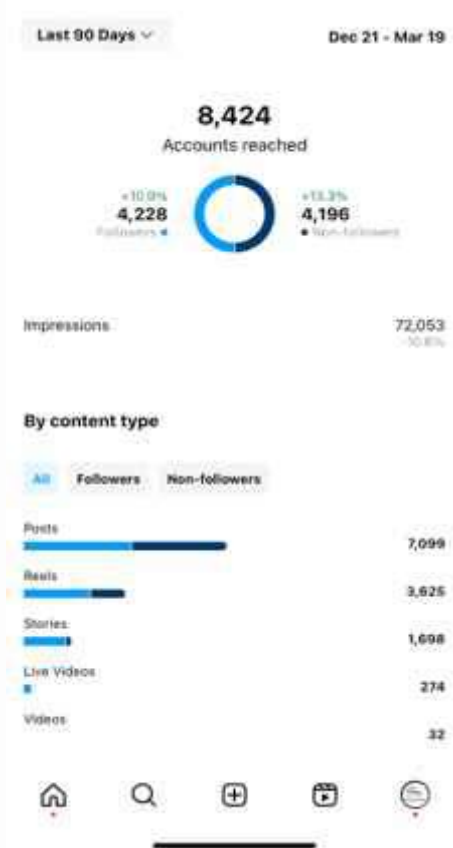 Last 90 Days
Dec 21 - Mar 19
8,424
Accounts reached
+10.9% +13.3%
4,228 4,196
Followers Non-followers
Impressions 72,053
-10.6%
By content type
All Followers Non-followers
Posts
7,099
Reels
3,625
Stories
1,698
Live Videos
274
Videos
32